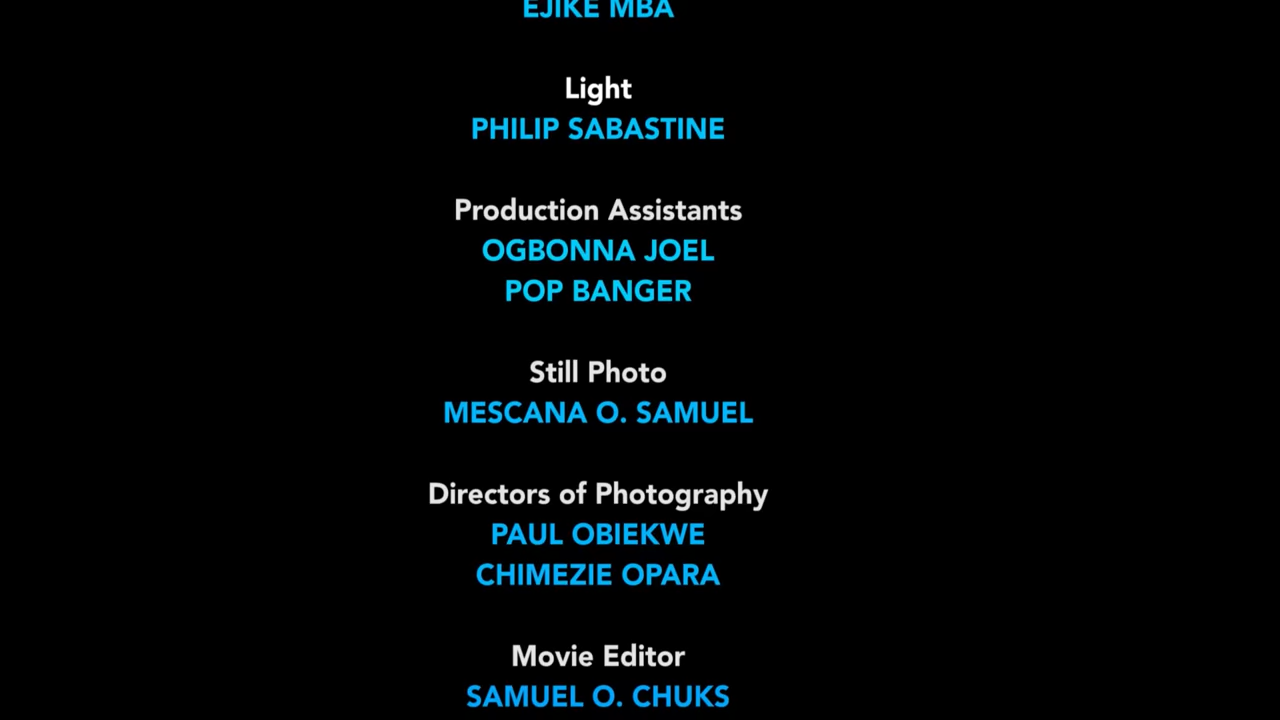 EJIKE MBA
Light
PHILIP SABASTINE
Production Assistants
OGBONNA JOEL
POP BANGER
Still Photo
MESCANA O. SAMUEL
Directors of Photography
PAUL OBIEKWE
CHIMEZIE OPARA
Movie Editor
SAMUEL O. CHUKS